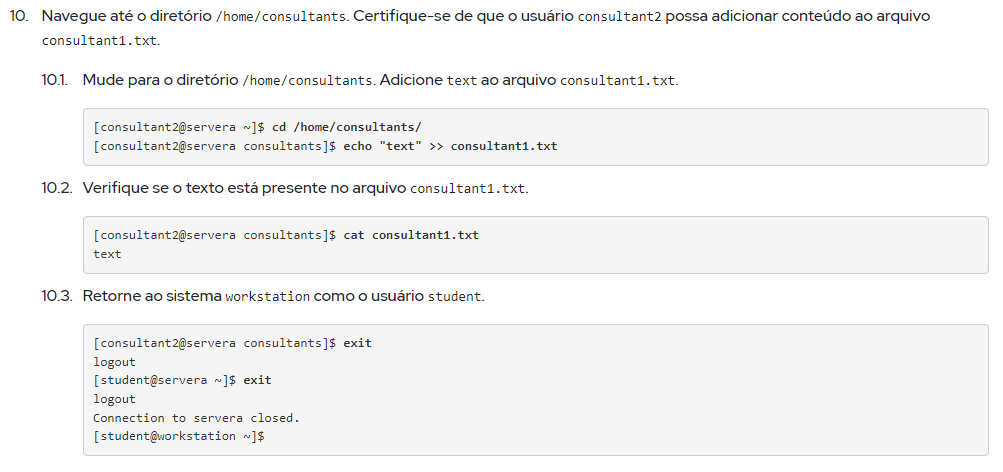 10. Navegue até o diretório /home/consultants. Certifique-se de que o usuário consultant2 possa adicionar conteúdo ao arquivo
consultant1.txt.
10.1. Mude para o diretório /home/consultants. Adicione text ao arquivo consultant1.txt.
[consultant2@servera ~]$ cd /home/consultants/
[consultant2@servera consultants]$ echo "text" >> consultant1.txt
10.2. Verifique se o texto está presente no arquivo consultant1.txt.
[consultant2@servera consultants]$ cat consultant1.txt
text
10.3. Retorne ao sistema workstation como o usuário student.
[consultant2@servera consultants]$ exit
logout
[student@servera ~]$ exit
logout
Connection to servera closed.
[student@workstation ~]$